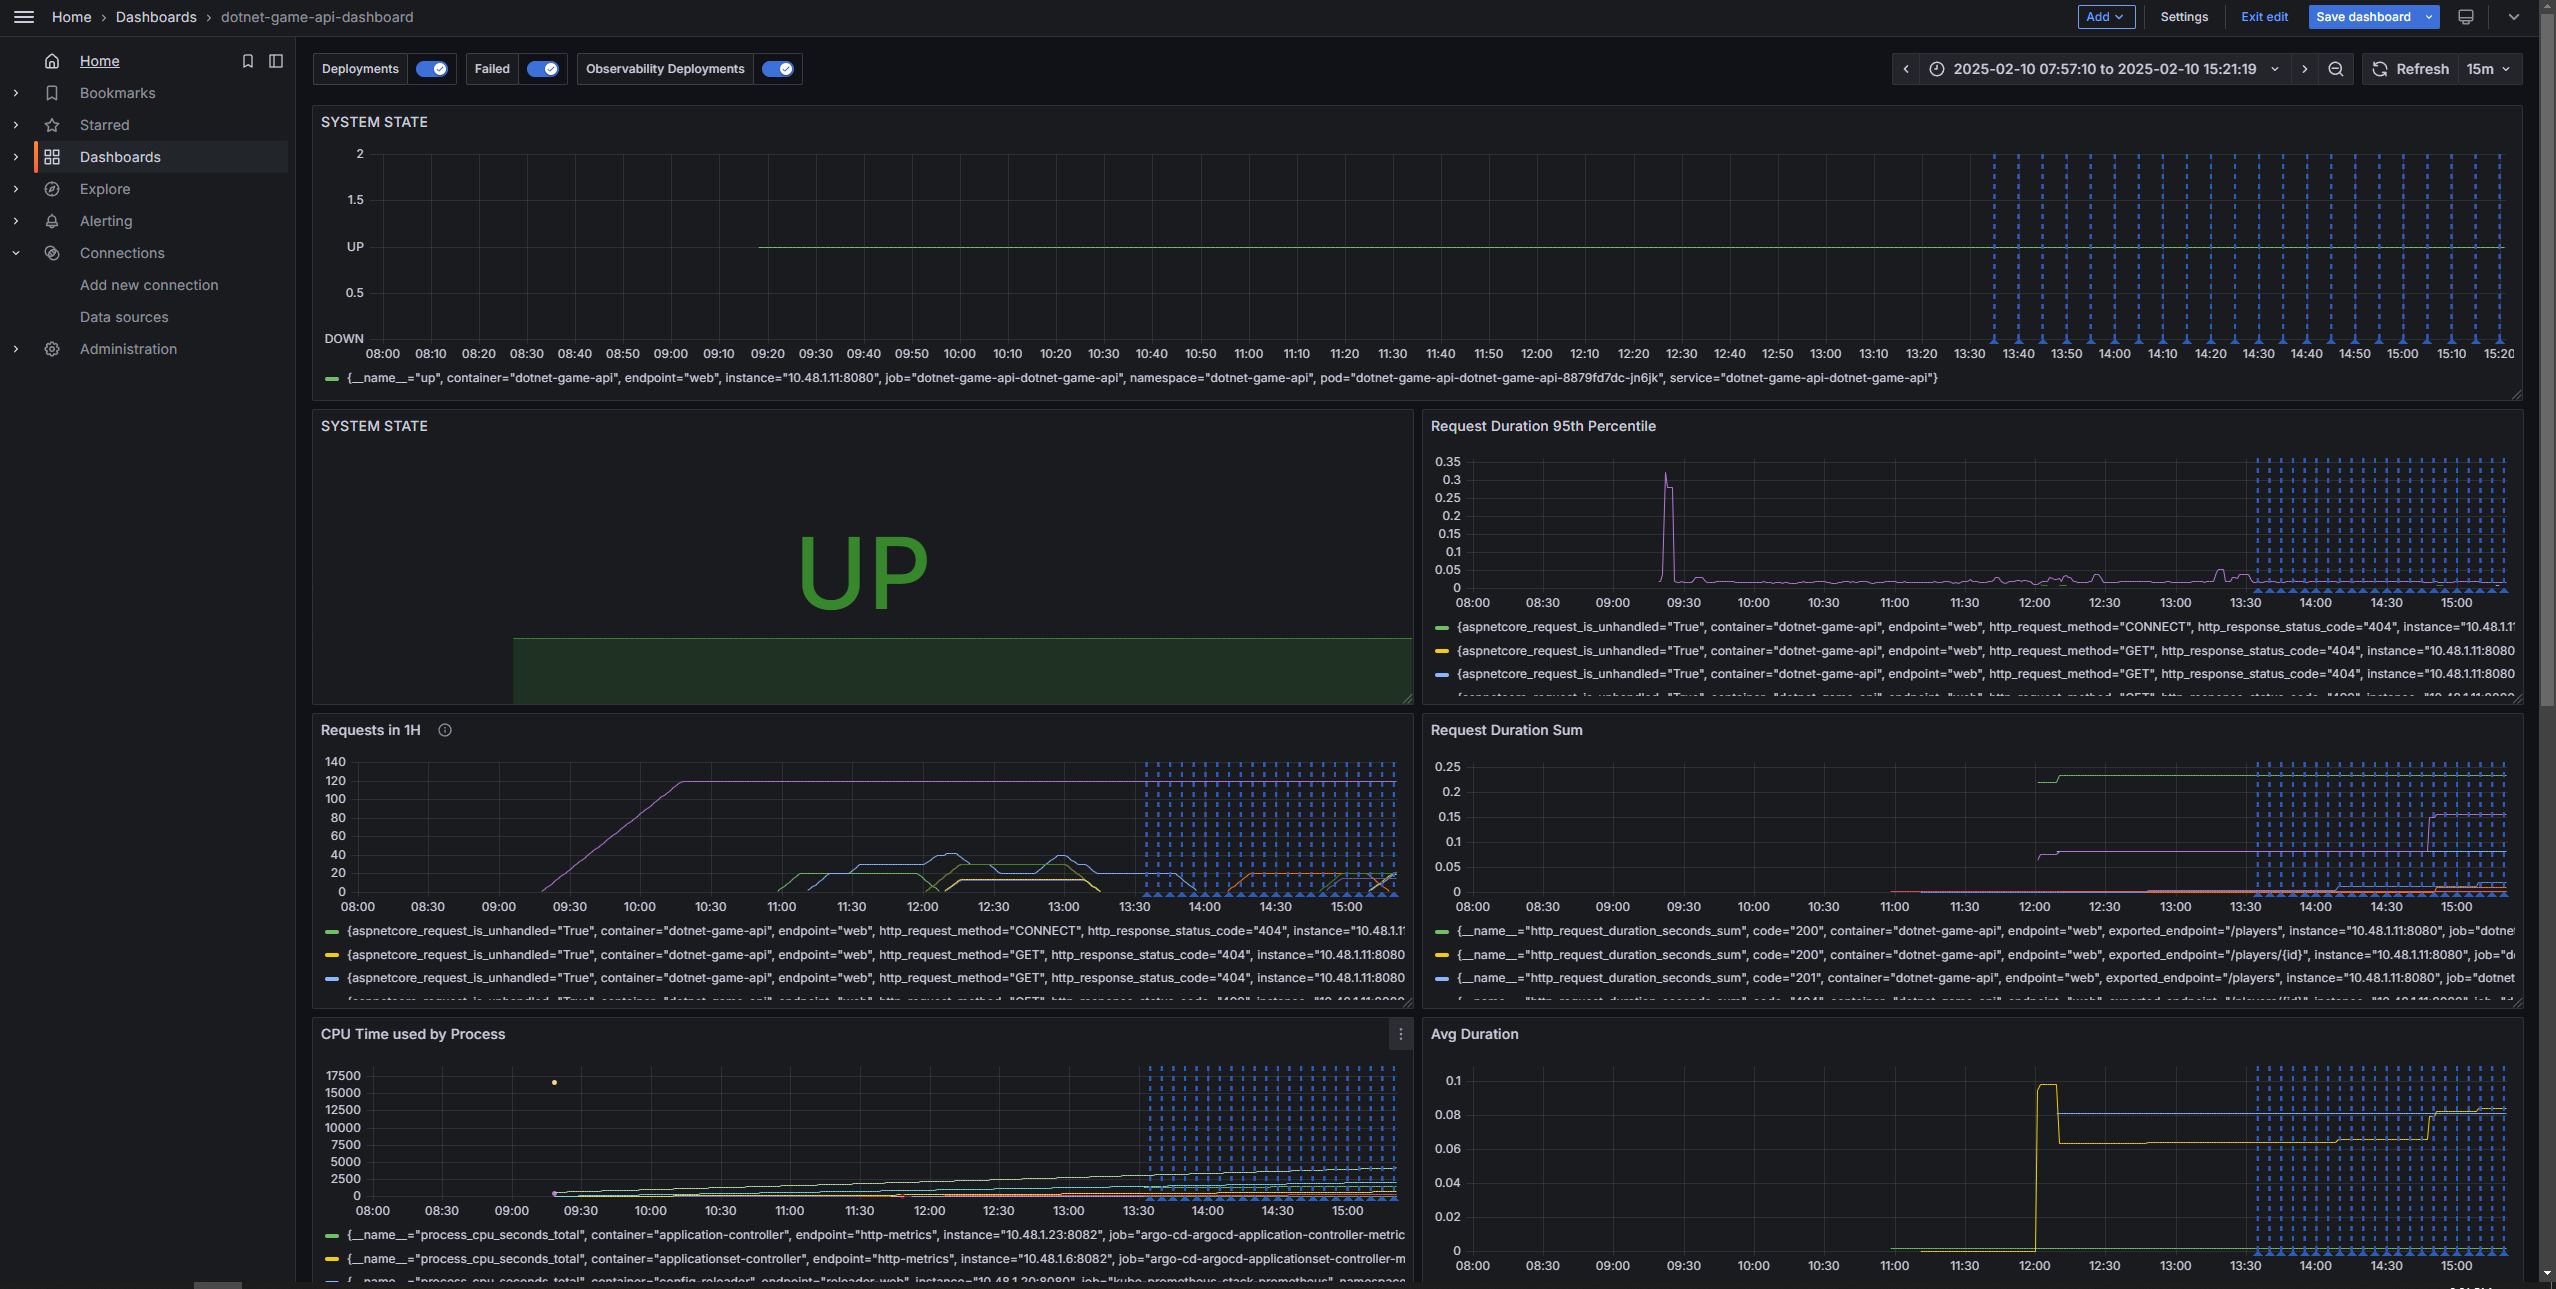 Home › Dashboards › dotnet-game-api-dashboard
Add
Settings
Exit edit
Save dashboard
Home
Bookmarks
Starred
Dashboards
Explore
Alerting
Connections
Add new connection
Data sources
Administration
Deployments
Failed
Observability Deployments
2025-02-10 07:57:10 to 2025-02-10 15:21:19
Refresh
15m
SYSTEM STATE
2
1.5
UP
0.5
DOWN
08:00 08:10 08:20 08:30 08:40 08:50 09:00 09:10 09:20 09:30 09:40 09:50 10:00 10:10 10:20 10:30 10:40 10:50 11:00 11:10 11:20 11:30 11:40 11:50 12:00 12:10 12:20 12:30 12:40 12:50 13:00 13:10 13:20 13:30 13:40 13:50 14:00 14:10 14:20 14:30 14:40 14:50 15:00 15:10 15:20
{__name__="up", container="dotnet-game-api", endpoint="web", instance="10.48.1.11:8080", job="dotnet-game-api-dotnet-game-api", namespace="dotnet-game-api", pod="dotnet-game-api-dotnet-game-api-8879fd7dc-jn6jk", service="dotnet-game-api-dotnet-game-api"}
SYSTEM STATE
UP
Request Duration 95th Percentile
0.35
0.3
0.25
0.2
0.15
0.1
0.05
0
08:00 08:30 09:00 09:30 10:00 10:30 11:00 11:30 12:00 12:30 13:00 13:30 14:00 14:30 15:00
{aspnetcore_request_is_unhandled="True", container="dotnet-game-api", endpoint="web", http_request_method="CONNECT", http_response_status_code="404", instance="10.48.1.11
{aspnetcore_request_is_unhandled="True", container="dotnet-game-api", endpoint="web", http_request_method="GET", http_response_status_code="404", instance="10.48.1.11:8080
{aspnetcore_request_is_unhandled="True", container="dotnet-game-api", endpoint="web", http_request_method="GET", http_response_status_code="404", instance="10.48.1.11:8080
Requests in 1H
140
120
100
80
60
40
20
0
08:00 08:30 09:00 09:30 10:00 10:30 11:00 11:30 12:00 12:30 13:00 13:30 14:00 14:30 15:00
{aspnetcore_request_is_unhandled="True", container="dotnet-game-api", endpoint="web", http_request_method="CONNECT", http_response_status_code="404", instance="10.48.1.11
{aspnetcore_request_is_unhandled="True", container="dotnet-game-api", endpoint="web", http_request_method="GET", http_response_status_code="404", instance="10.48.1.11:8080
{aspnetcore_request_is_unhandled="True", container="dotnet-game-api", endpoint="web", http_request_method="GET", http_response_status_code="404", instance="10.48.1.11:8080
Request Duration Sum
0.25
0.2
0.15
0.1
0.05
0
08:00 08:30 09:00 09:30 10:00 10:30 11:00 11:30 12:00 12:30 13:00 13:30 14:00 14:30 15:00
{__name__="http_request_duration_seconds_sum", code="200", container="dotnet-game-api", endpoint="web", exported_endpoint="/players", instance="10.48.1.11:8080", job="dotnet
{__name__="http_request_duration_seconds_sum", code="200", container="dotnet-game-api", endpoint="web", exported_endpoint="/players/{id}", instance="10.48.1.11:8080", job="d
{__name__="http_request_duration_seconds_sum", code="201", container="dotnet-game-api", endpoint="web", exported_endpoint="/players", instance="10.48.1.11:8080", job="dotnet
CPU Time used by Process
17500
15000
12500
10000
7500
5000
2500
0
08:00 08:30 09:00 09:30 10:00 10:30 11:00 11:30 12:00 12:30 13:00 13:30 14:00 14:30 15:00
{__name__="process_cpu_seconds_total", container="application-controller", endpoint="http-metrics", instance="10.48.1.23:8082", job="argo-cd-argocd-application-controller-metric
{__name__="process_cpu_seconds_total", container="applicationset-controller", endpoint="http-metrics", instance="10.48.1.6:8082", job="argo-cd-argocd-applicationset-controller-m
Avg Duration
0.1
0.08
0.06
0.04
0.02
0
08:00 08:30 09:00 09:30 10:00 10:30 11:00 11:30 12:00 12:30 13:00 13:30 14:00 14:30 15:00